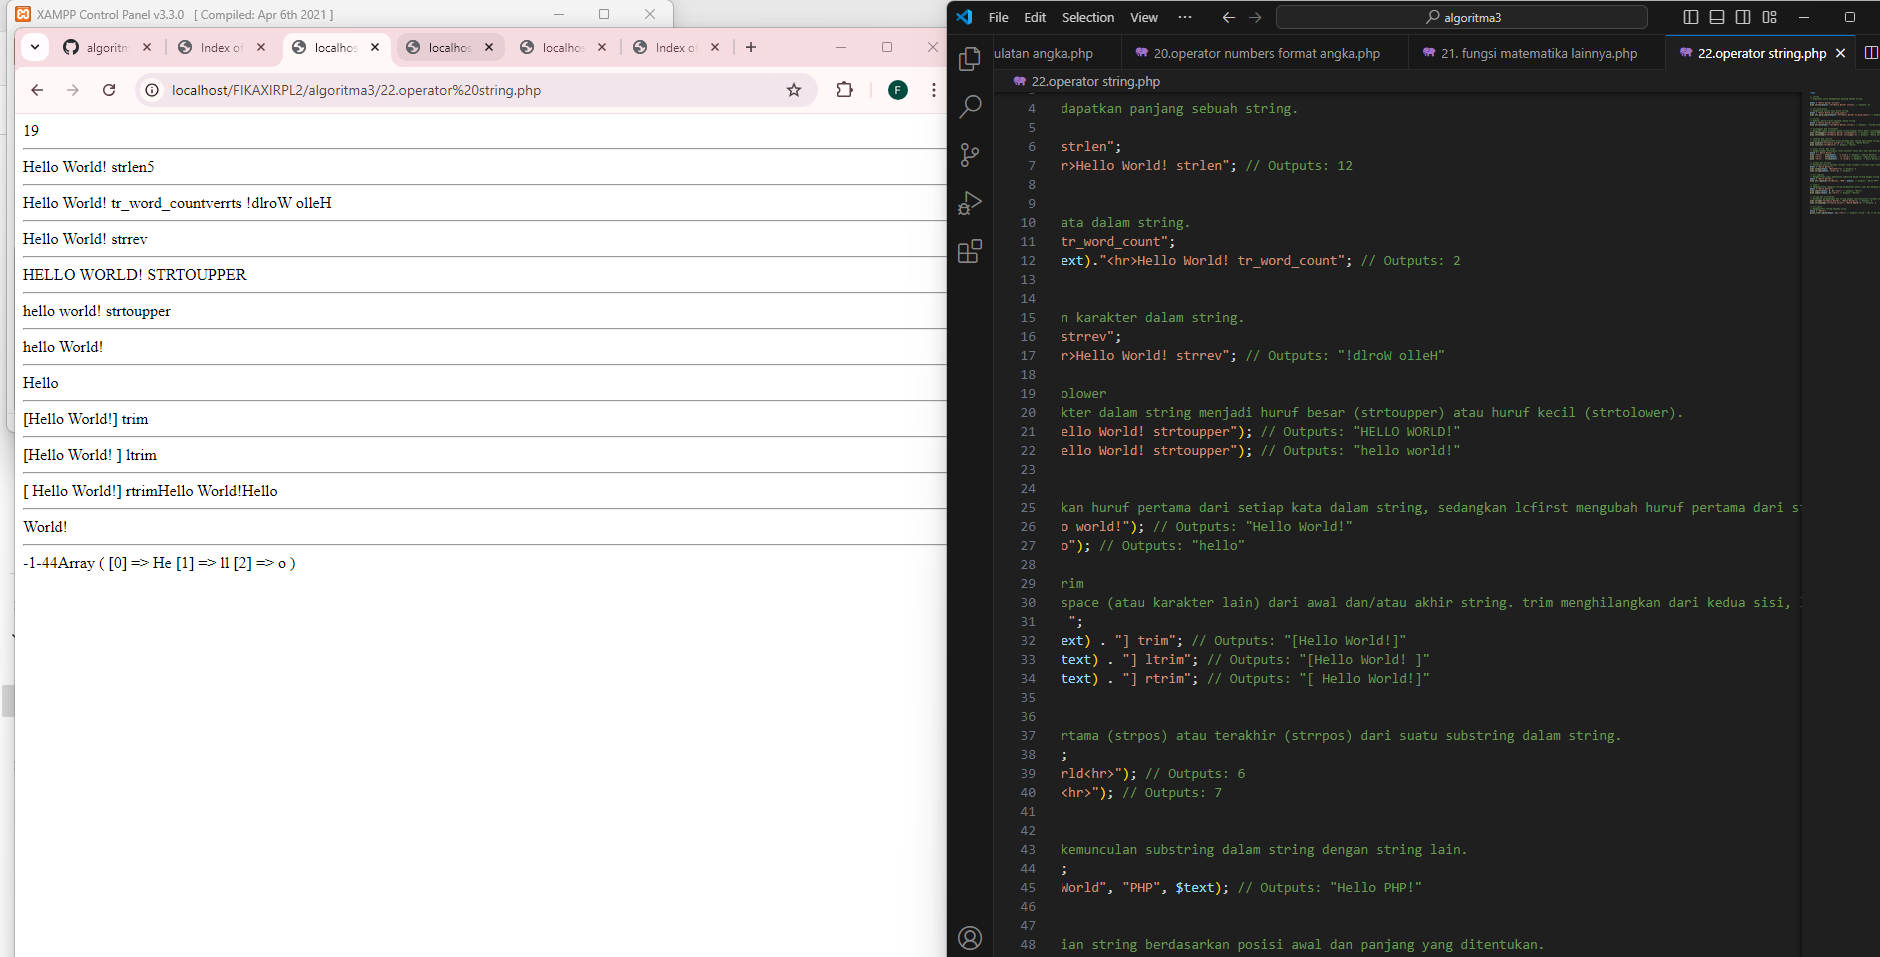 XAMPP Control Panel v3.3.0 [ Compiled: Apr 6th 2021 ]
algoritm
Index of
localhos
localhos
localhos
Index of
localhost/FIKAXIRPL2/algoritma3/22.operator%20string.php
F
19
Hello World! strlen5
Hello World! tr_word_countverrts !dlroW olleH
Hello World! strrev
HELLO WORLD! STRTOUPPER
hello world! strtoupper
hello World!
Hello
[Hello World!] trim
[Hello World! ] ltrim
[ Hello World!] rtrimHello World!Hello
World!
-1-44Array ( [0] => He [1] => ll [2] => o )
File Edit Selection View ···
algoritma3
ulatan angka.php
20.operator numbers format angka.php
21. fungsi matematika lainnya.php
22.operator string.php
22.operator string.php
4 dapatkan panjang sebuah string.
5
6 strlen";
7 r>Hello World! strlen"; // Outputs: 12
8
9
10 ata dalam string.
11 tr_word_count";
12 ext)."<hr>Hello World! tr_word_count"; // Outputs: 2
13
14
15 n karakter dalam string.
16 strrev";
17 r>Hello World! strrev"; // Outputs: "!dlroW olleH"
18
19 olower
20 kter dalam string menjadi huruf besar (strtoupper) atau huruf kecil (strtolower).
21 ello World! strtoupper"); // Outputs: "HELLO WORLD!"
22 ello World! strtoupper"); // Outputs: "hello world!"
23
24
25 kan huruf pertama dari setiap kata dalam string, sedangkan lcfirst mengubah huruf pertama dari s
26 o world!"); // Outputs: "Hello World!"
27 o"); // Outputs: "hello"
28
29 rim
30 space (atau karakter lain) dari awal dan/atau akhir string. trim menghilangkan dari kedua sisi,
31 ";
32 ext) . "] trim"; // Outputs: "[Hello World!]"
33 text) . "] ltrim"; // Outputs: "[Hello World! ]"
34 text) . "] rtrim"; // Outputs: "[ Hello World!]"
35
36
37 rtama (strpos) atau terakhir (strrpos) dari suatu substring dalam string.
38 ;
39 rld<hr>"); // Outputs: 6
40 <hr>"); // Outputs: 7
41
42
43 kemunculan substring dalam string dengan string lain.
44 ;
45 World", "PHP", $text); // Outputs: "Hello PHP!"
46
47
48 ian string berdasarkan posisi awal dan panjang yang ditentukan.